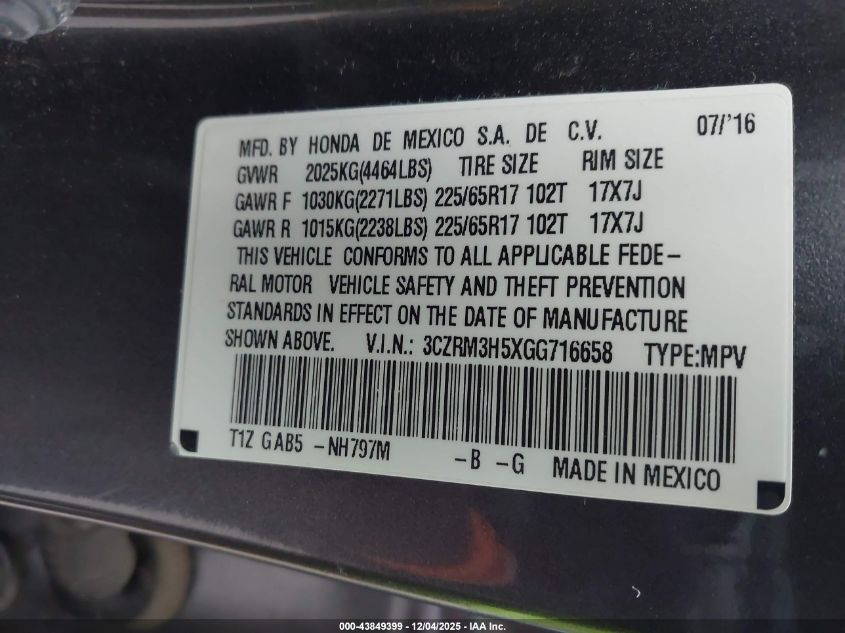 07/'16
MFD. BY HONDA DE MEXICO S.A. DE C.V.
GVWR 2025KG(4464LBS) TIRE SIZE RIM SIZE
GAWR F 1030KG(2271LBS) 225/65R17 102T 17X7J
GAWR R 1015KG(2238LBS) 225/65R17 102T 17X7J
THIS VEHICLE CONFORMS TO ALL APPLICABLE FEDE-
RAL MOTOR VEHICLE SAFETY AND THEFT PREVENTION
STANDARDS IN EFFECT ON THE DATE OF MANUFACTURE
SHOWN ABOVE. V.I.N.: 3CZRM3H5XGG716658 TYPE:MPV
T1Z GAB5 -NH797M -B -G MADE IN MEXICO
000-43849399 - 12/04/2025 - IAA Inc.